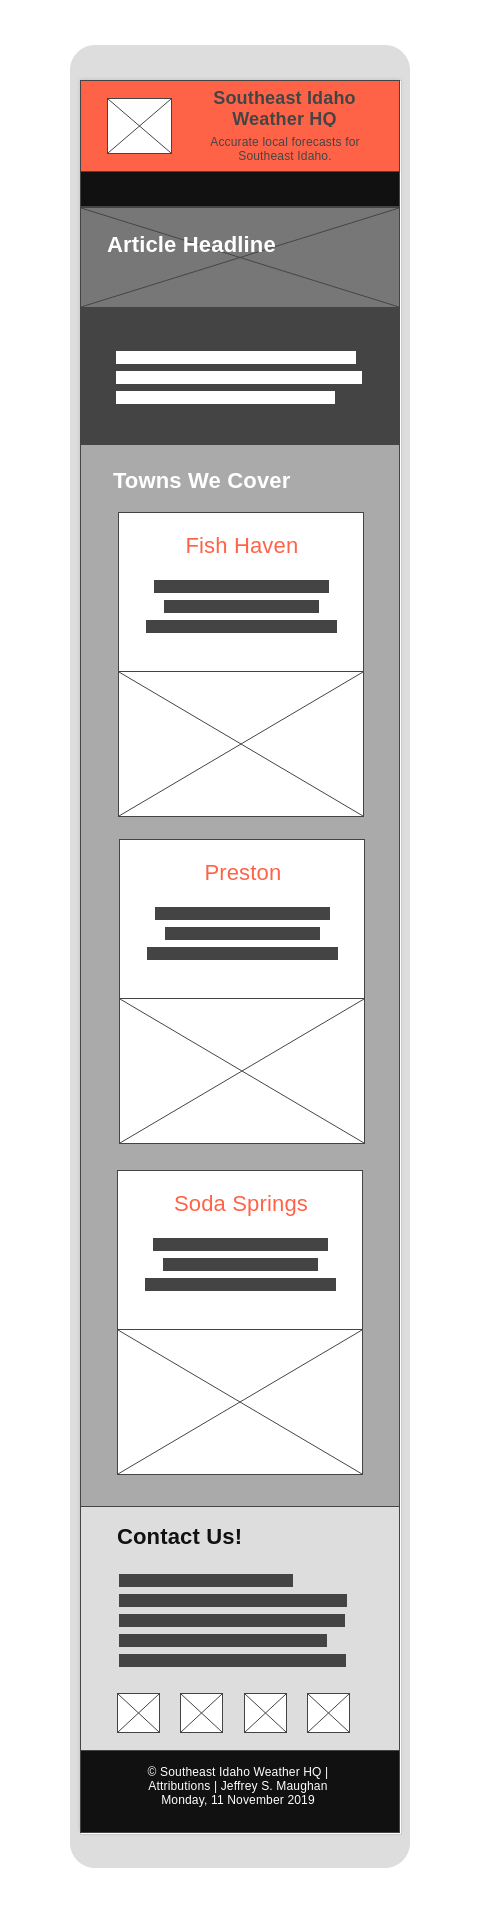 Southeast Idaho
Weather HQ
Accurate local forecasts for
Southeast Idaho.
Article Headline
Towns We Cover
Fish Haven
Preston
Soda Springs
Contact Us!
© Southeast Idaho Weather HQ |
Attributions | Jeffrey S. Maughan
Monday, 11 November 2019